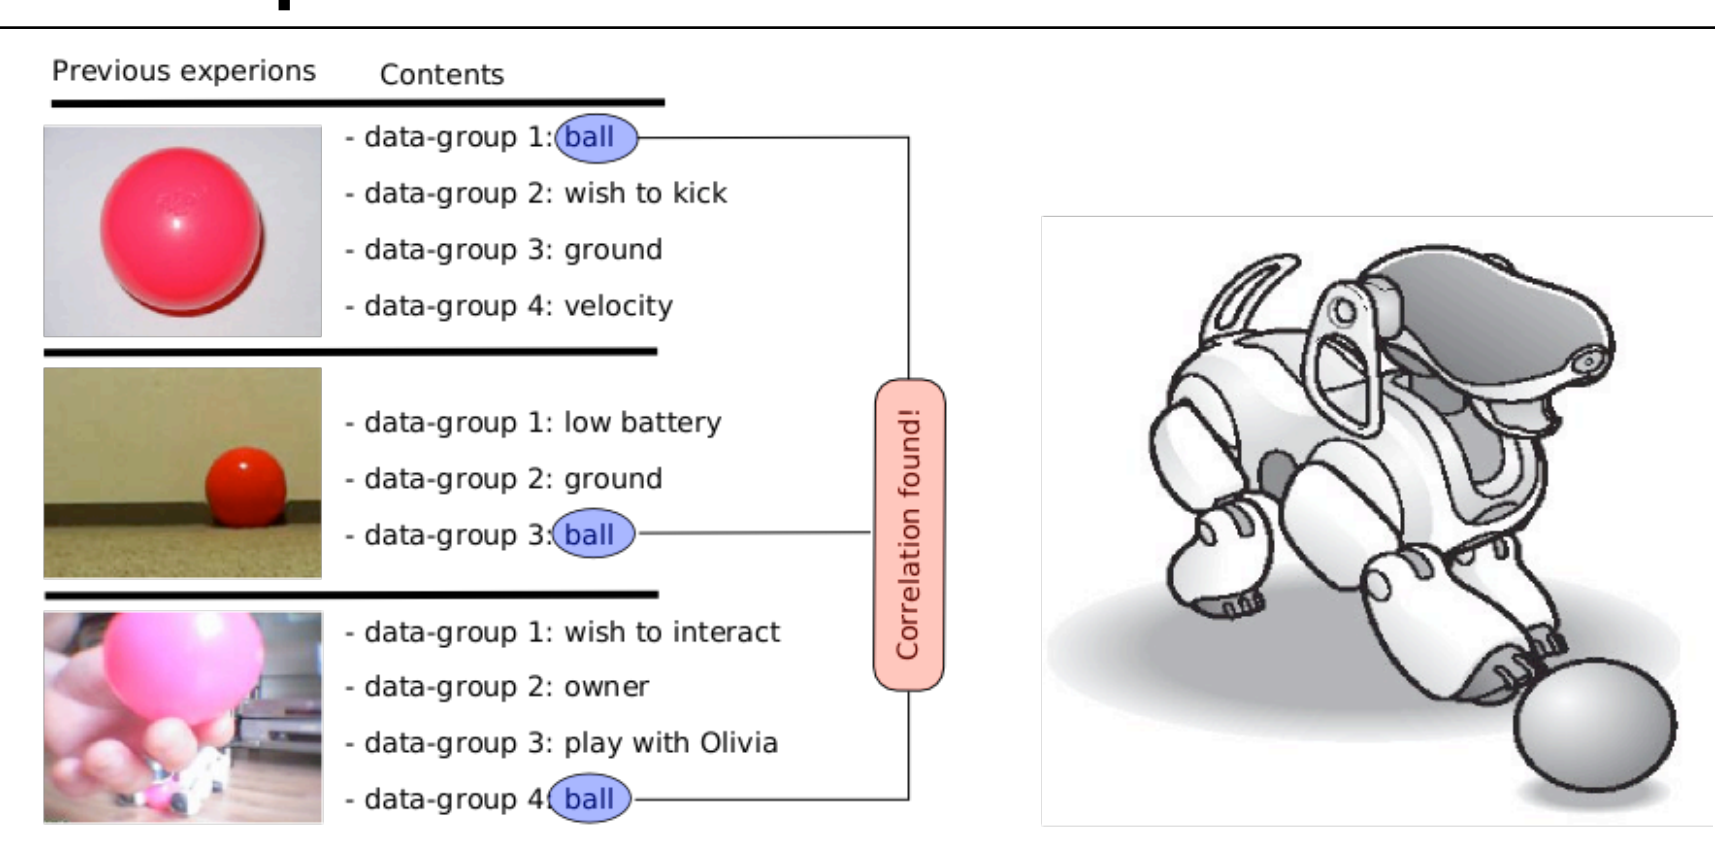 Previous experions Contents
- data-group 1: ball
- data-group 2: wish to kick
- data-group 3: ground
- data-group 4: velocity
- data-group 1: low battery
- data-group 2: ground
- data-group 3: ball
- data-group 1: wish to interact
- data-group 2: owner
- data-group 3: play with Olivia
- data-group 4: ball
Correlation found!